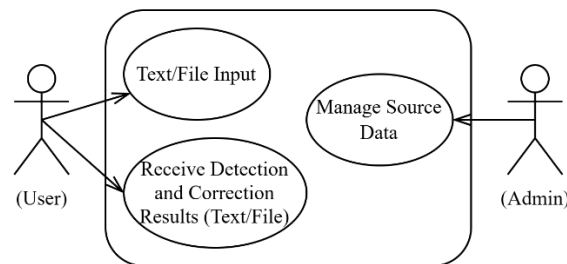 Text/File Input
Manage Source
Data
Receive Detection
and Correction
Results (Text/File)
(User)
(Admin)